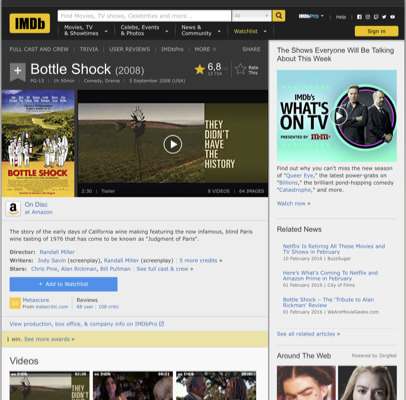 IMDb
Find Movies, TV shows, Celebrities and more...
All
IMDbPro
Help
Movies, TV
& Showtimes
Celebs, Events
& Photos
News &
Community
Watchlist
Sign in
FULL CAST AND CREW | TRIVIA | USER REVIEWS | IMDbPro | MORE
SHARE
Bottle Shock (2008)
PG-13 | 1h 50min | Comedy, Drama | 5 September 2008 (USA)
6,8
Rate
This
BOTTLE SHOCK
THEY
DIDN'T
HAVE
THE
HISTORY
2:30 | Trailer
8 VIDEOS | 64 IMAGES
a
On Disc
at Amazon
The story of the early days of California wine making featuring the now infamous, blind Paris
wine tasting of 1976 that has come to be known as "Judgment of Paris".
Director: Randall Miller
Writers: Jody Savin (screenplay), Randall Miller (screenplay) | 5 more credits »
Stars: Chris Pine, Alan Rickman, Bill Pullman | See full cast & crew »
+ Add to Watchlist
Metascore
From metacritic.com
Reviews
86 user | 108 critic
View production, box office, & company info on IMDbPro
1 win. See more awards »
Videos
THEY
The Shows Everyone Will Be Talking
About This Week
IMDb's
WHAT'S
ON TV
PRESENTED BY
Find out why you can't miss the new season
of "Queer Eye," the latest power-grabs on
"Billions," the brilliant pond-hopping comedy
"Catastrophe," and more.
Watch now »
Related News
Netflix Is Retiring All These Movies and
TV Shows in February
10 February 2016 | BuzzSugar
Here's What's Coming To Netflix and
Amazon Prime in February
01 February 2016 | City of Films
Bottle Shock – The 'Tribute to Alan
Rickman' Review
01 February 2016 | WeAreMovieGeeks.com
See all related articles »
Around The Web
Powered by Zergnet